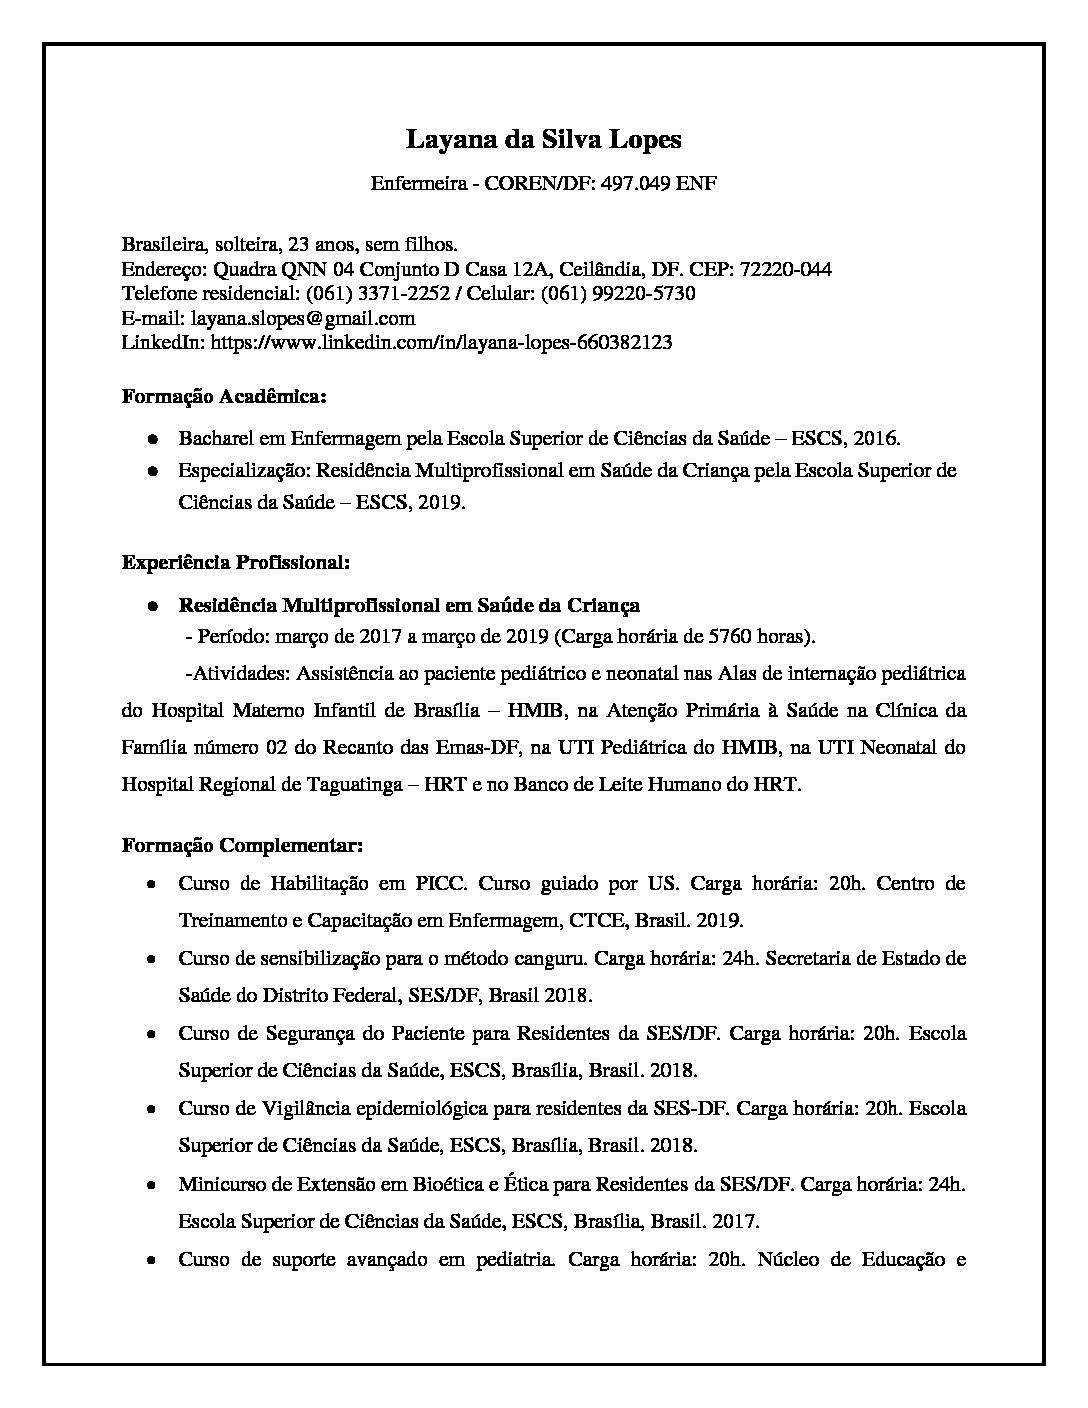 Layana da Silva Lopes
Enfermeira - COREN/DF: 497.049 ENF
Brasileira, solteira, 23 anos, sem filhos.
Endereço: Quadra QNN 04 Conjunto D Casa 12A, Ceilândia, DF. CEP: 72220-044
Telefone residencial: (061) 3371-2252 / Celular: (061) 99220-5730
E-mail: layana.slopes@gmail.com
LinkedIn: https://www.linkedin.com/in/layana-lopes-660382123
Formação Acadêmica:
● Bacharel em Enfermagem pela Escola Superior de Ciências da Saúde – ESCS, 2016.
● Especialização: Residência Multiprofissional em Saúde da Criança pela Escola Superior de
Ciências da Saúde – ESCS, 2019.
Experiência Profissional:
● Residência Multiprofissional em Saúde da Criança
- Período: março de 2017 a março de 2019 (Carga horária de 5760 horas).
-Atividades: Assistência ao paciente pediátrico e neonatal nas Alas de internação pediátrica
do Hospital Materno Infantil de Brasília – HMIB, na Atenção Primária à Saúde na Clínica da
Família número 02 do Recanto das Emas-DF, na UTI Pediátrica do HMIB, na UTI Neonatal do
Hospital Regional de Taguatinga – HRT e no Banco de Leite Humano do HRT.
Formação Complementar:
• Curso de Habilitação em PICC. Curso guiado por US. Carga horária: 20h. Centro de
Treinamento e Capacitação em Enfermagem, CTCE, Brasil. 2019.
• Curso de sensibilização para o método canguru. Carga horária: 24h. Secretaria de Estado de
Saúde do Distrito Federal, SES/DF, Brasil 2018.
• Curso de Segurança do Paciente para Residentes da SES/DF. Carga horária: 20h. Escola
Superior de Ciências da Saúde, ESCS, Brasília, Brasil. 2018.
• Curso de Vigilância epidemiológica para residentes da SES-DF. Carga horária: 20h. Escola
Superior de Ciências da Saúde, ESCS, Brasília, Brasil. 2018.
• Minicurso de Extensão em Bioética e Ética para Residentes da SES/DF. Carga horária: 24h.
Escola Superior de Ciências da Saúde, ESCS, Brasília, Brasil. 2017.
• Curso de suporte avançado em pediatria. Carga horária: 20h. Núcleo de Educação e